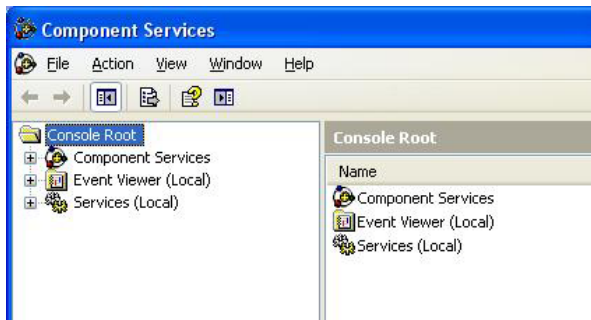 Component Services
File Action View Window Help
Console Root
Component Services
Event Viewer (Local)
Services (Local)
Console Root
Name
Component Services
Event Viewer (Local)
Services (Local)